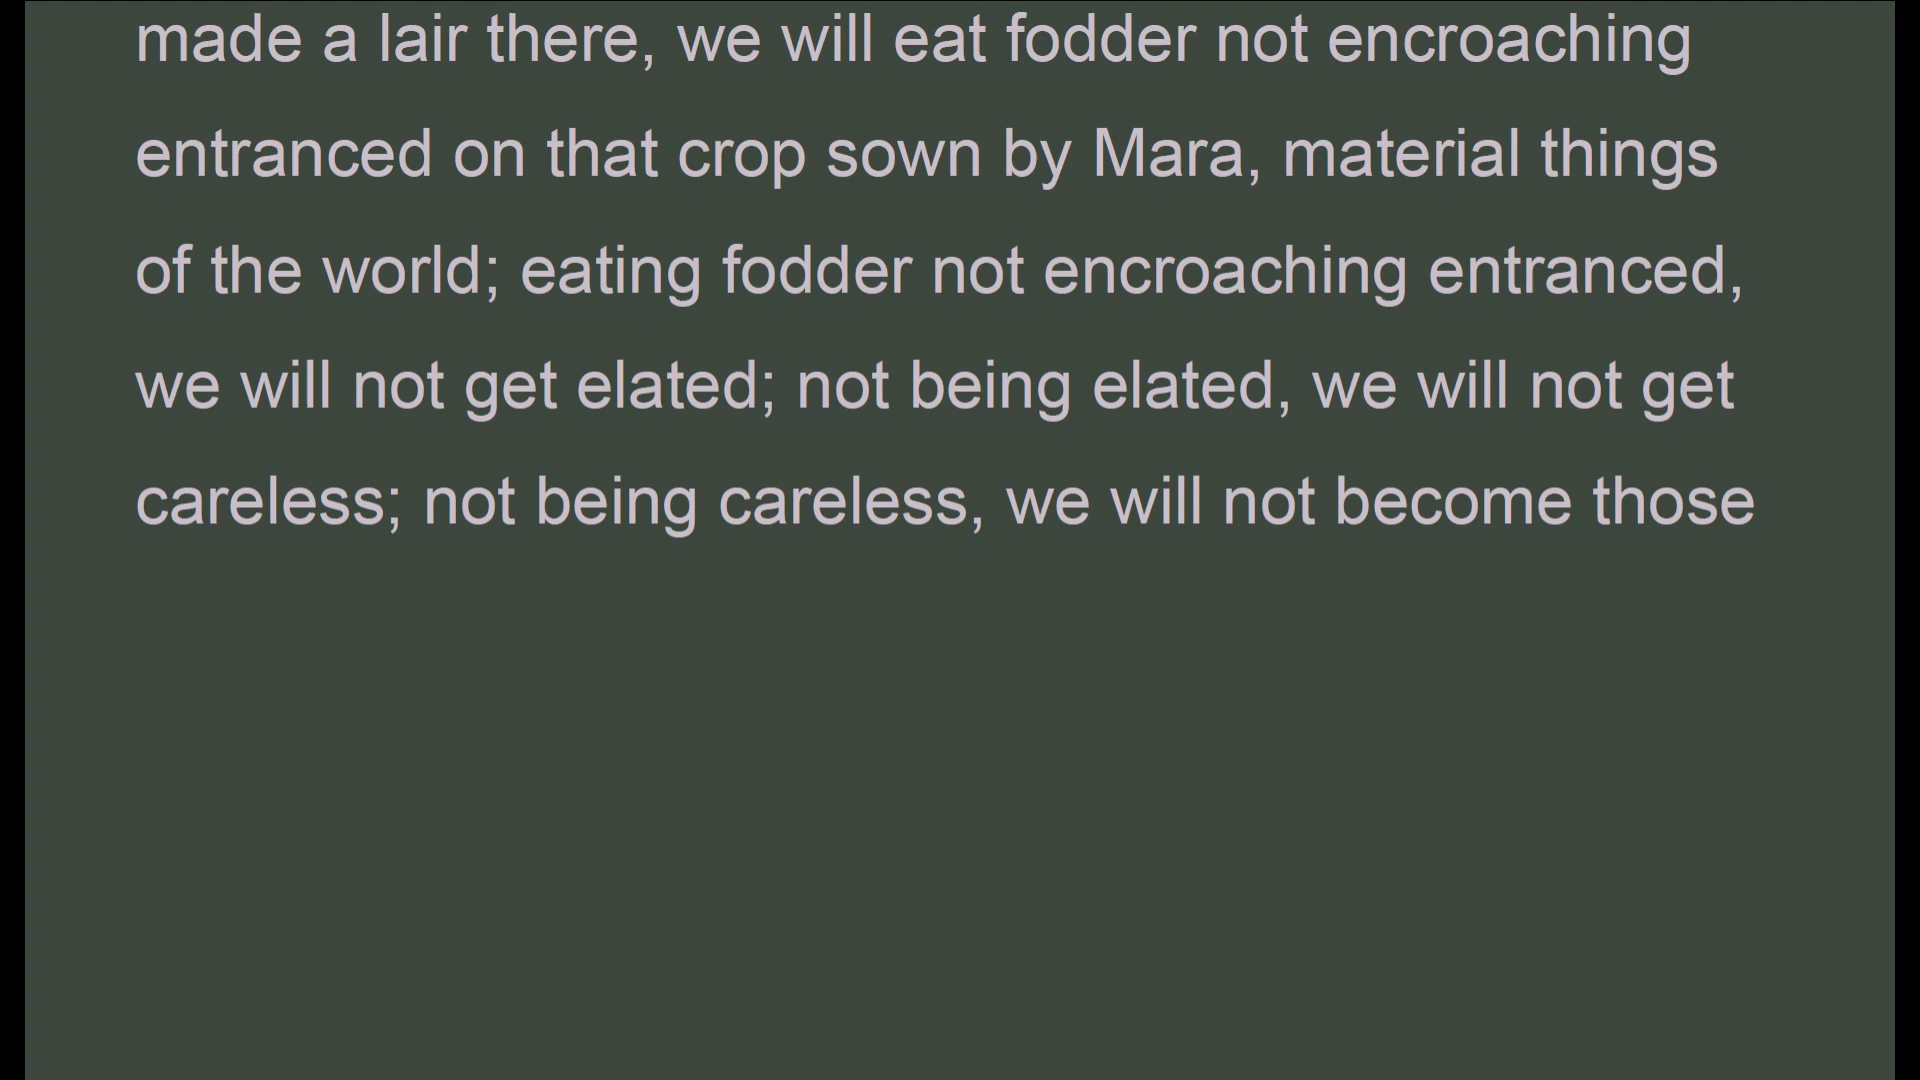 made a lair there, we will eat fodder not encroaching
entranced on that crop sown by Mara, material things
of the world; eating fodder not encroaching entranced,
we will not get elated; not being elated, we will not get
careless; not being careless, we will not become those